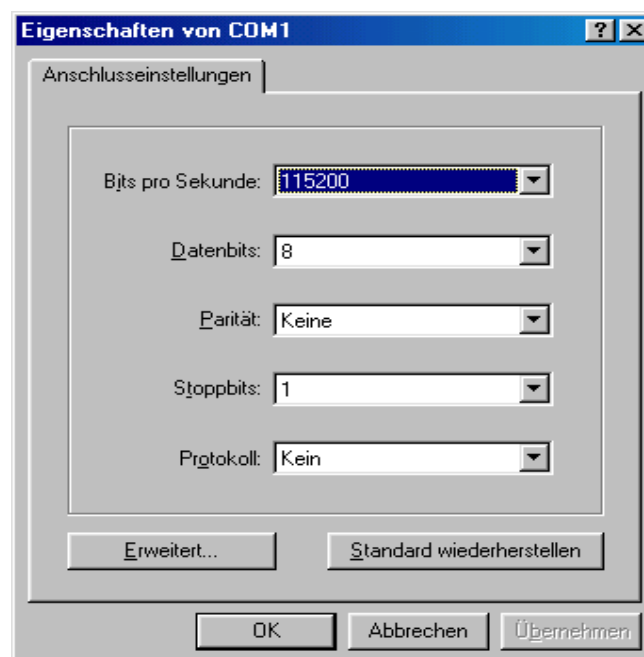 Eigenschaften von COM1
Anschlusseinstellungen
Bits pro Sekunde: 115200
Datenbits: 8
Parität: Keine
Stoppbits: 1
Protokoll: Kein
Erweitert...
Standard wiederherstellen
OK
Abbrechen
Übernehmen